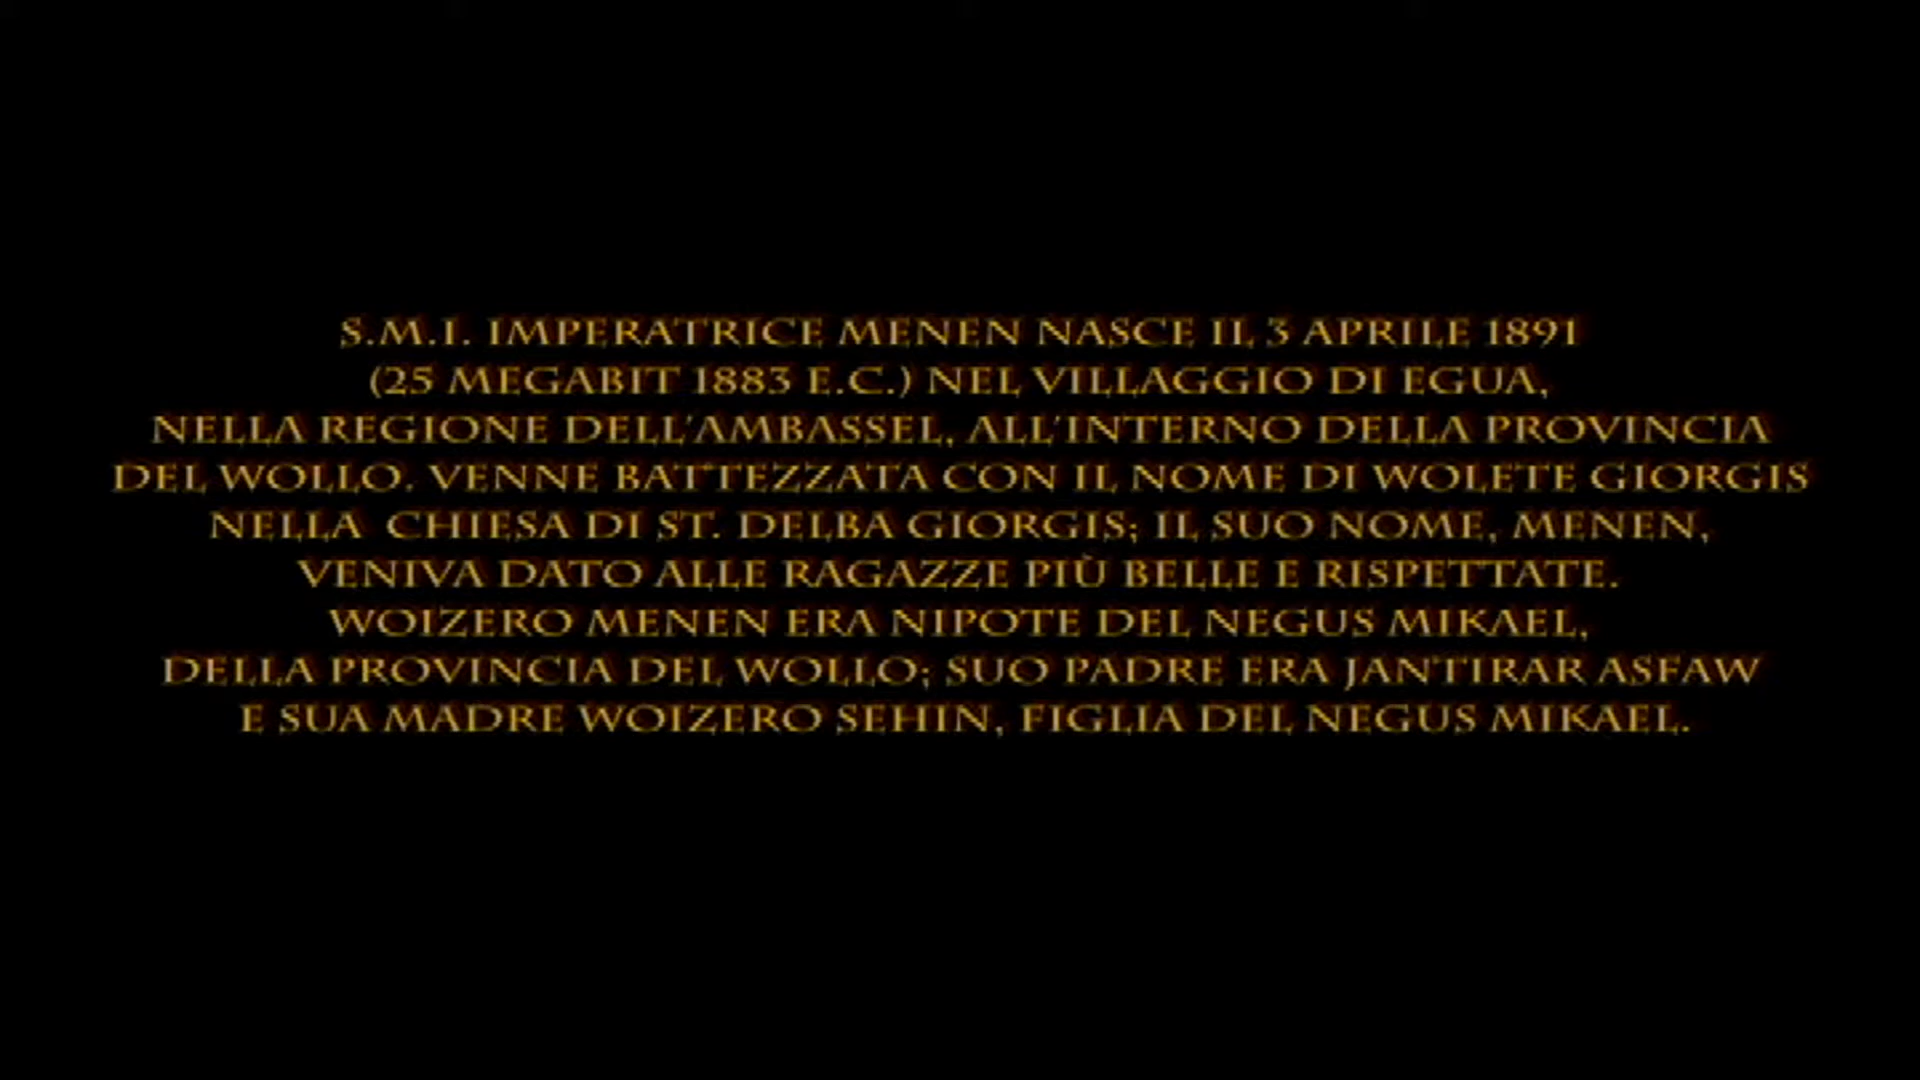 S.M.I. IMPERATRICE MENEN NASCE IL 3 APRILE 1891
(25 MEGABIT 1883 E.C.) NEL VILLAGGIO DI EGUA,
NELLA REGIONE DELL'AMBASSEL, ALL'INTERNO DELLA PROVINCIA
DEL WOLLO. VENNE BATTEZZATA CON IL NOME DI WOLETE GIORGIS
NELLA CHIESA DI ST. DELBA GIORGIS; IL SUO NOME, MENEN,
VENIVA DATO ALLE RAGAZZE PIÙ BELLE E RISPETTATE.
WOIZERO MENEN ERA NIPOTE DEL NEGUS MIKAEL,
DELLA PROVINCIA DEL WOLLO; SUO PADRE ERA JANTIRAR ASFAW
E SUA MADRE WOIZERO SEHIN, FIGLIA DEL NEGUS MIKAEL.